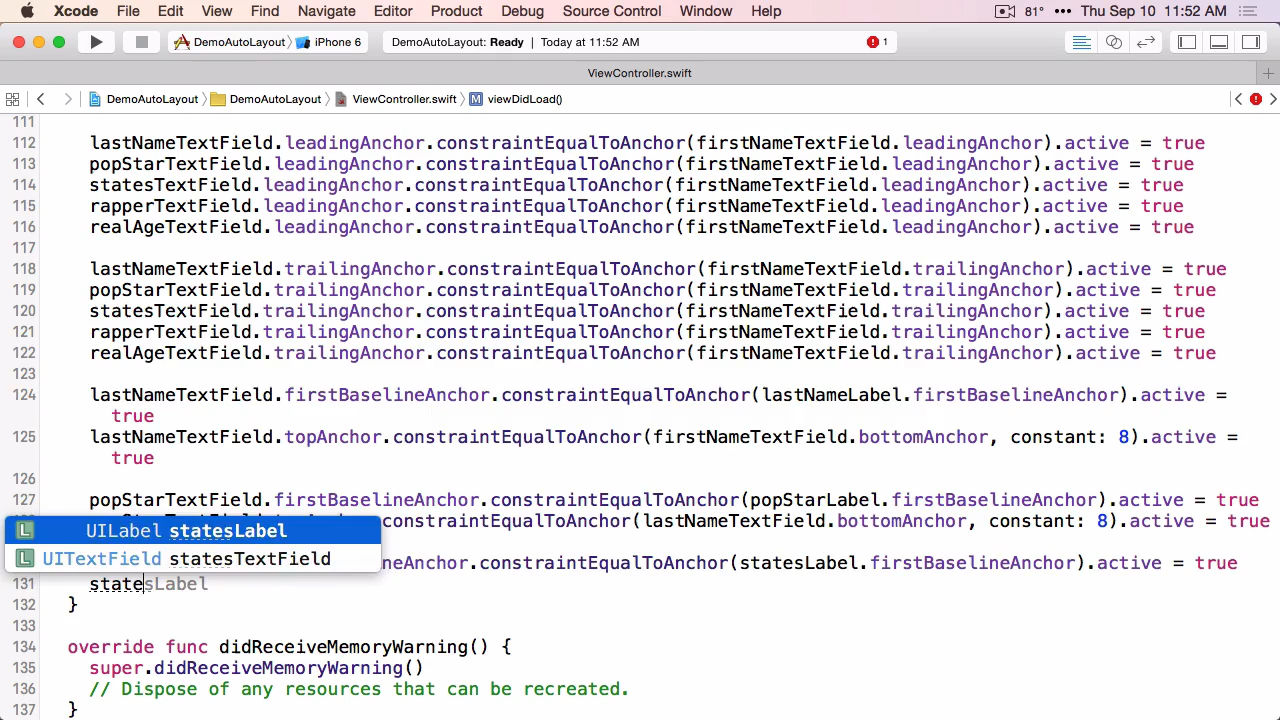 Xcode File Edit View Find Navigate Editor Product Debug Source Control Window Help 81° ••• Thu Sep 10 11:52 AM
DemoAutoLayout iPhone 6 DemoAutoLayout: Ready | Today at 11:52 AM 1
ViewController.swift
DemoAutoLayout DemoAutoLayout ViewController.swift M viewDidLoad()
111
112 lastNameTextField.leadingAnchor.constraintEqualToAnchor(firstNameTextField.leadingAnchor).active = true
113 popStarTextField.leadingAnchor.constraintEqualToAnchor(firstNameTextField.leadingAnchor).active = true
114 statesTextField.leadingAnchor.constraintEqualToAnchor(firstNameTextField.leadingAnchor).active = true
115 rapperTextField.leadingAnchor.constraintEqualToAnchor(firstNameTextField.leadingAnchor).active = true
116 realAgeTextField.leadingAnchor.constraintEqualToAnchor(firstNameTextField.leadingAnchor).active = true
117
118 lastNameTextField.trailingAnchor.constraintEqualToAnchor(firstNameTextField.trailingAnchor).active = true
119 popStarTextField.trailingAnchor.constraintEqualToAnchor(firstNameTextField.trailingAnchor).active = true
120 statesTextField.trailingAnchor.constraintEqualToAnchor(firstNameTextField.trailingAnchor).active = true
121 rapperTextField.trailingAnchor.constraintEqualToAnchor(firstNameTextField.trailingAnchor).active = true
122 realAgeTextField.trailingAnchor.constraintEqualToAnchor(firstNameTextField.trailingAnchor).active = true
123
124 lastNameTextField.firstBaselineAnchor.constraintEqualToAnchor(lastNameLabel.firstBaselineAnchor).active =
true
125 lastNameTextField.topAnchor.constraintEqualToAnchor(firstNameTextField.bottomAnchor, constant: 8).active =
true
126
127 popStarTextField.firstBaselineAnchor.constraintEqualToAnchor(popStarLabel.firstBaselineAnchor).active = true
constraintEqualToAnchor(lastNameTextField.bottomAnchor, constant: 8).active = true
L UILabel statesLabel
L UITextField statesTextField
neAnchor.constraintEqualToAnchor(statesLabel.firstBaselineAnchor).active = true
131 statesLabel
132 }
133
134 override func didReceiveMemoryWarning() {
135 super.didReceiveMemoryWarning()
136 // Dispose of any resources that can be recreated.
137 }